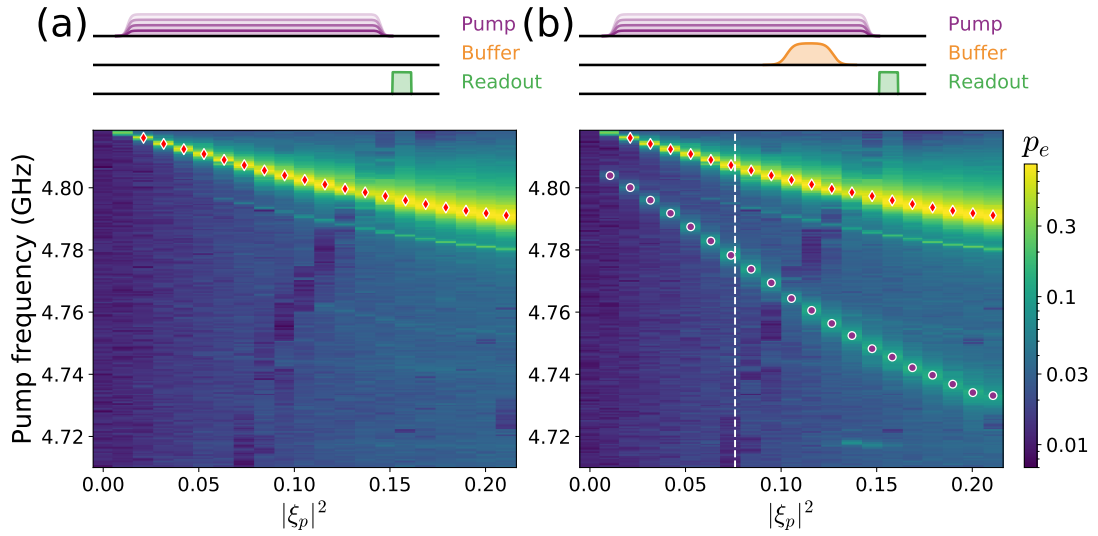 (a)
Pump
Buffer
Readout
(b)
Pump
Buffer
Readout
Pump frequency (GHz)
4.80
4.78
4.76
4.74
4.72
0.00 0.05 0.10 0.15 0.20
|ξ_p|^2
4.80
4.78
4.76
4.74
4.72
0.00 0.05 0.10 0.15 0.20
|ξ_p|^2
p_e
0.3
0.1
0.03
0.01